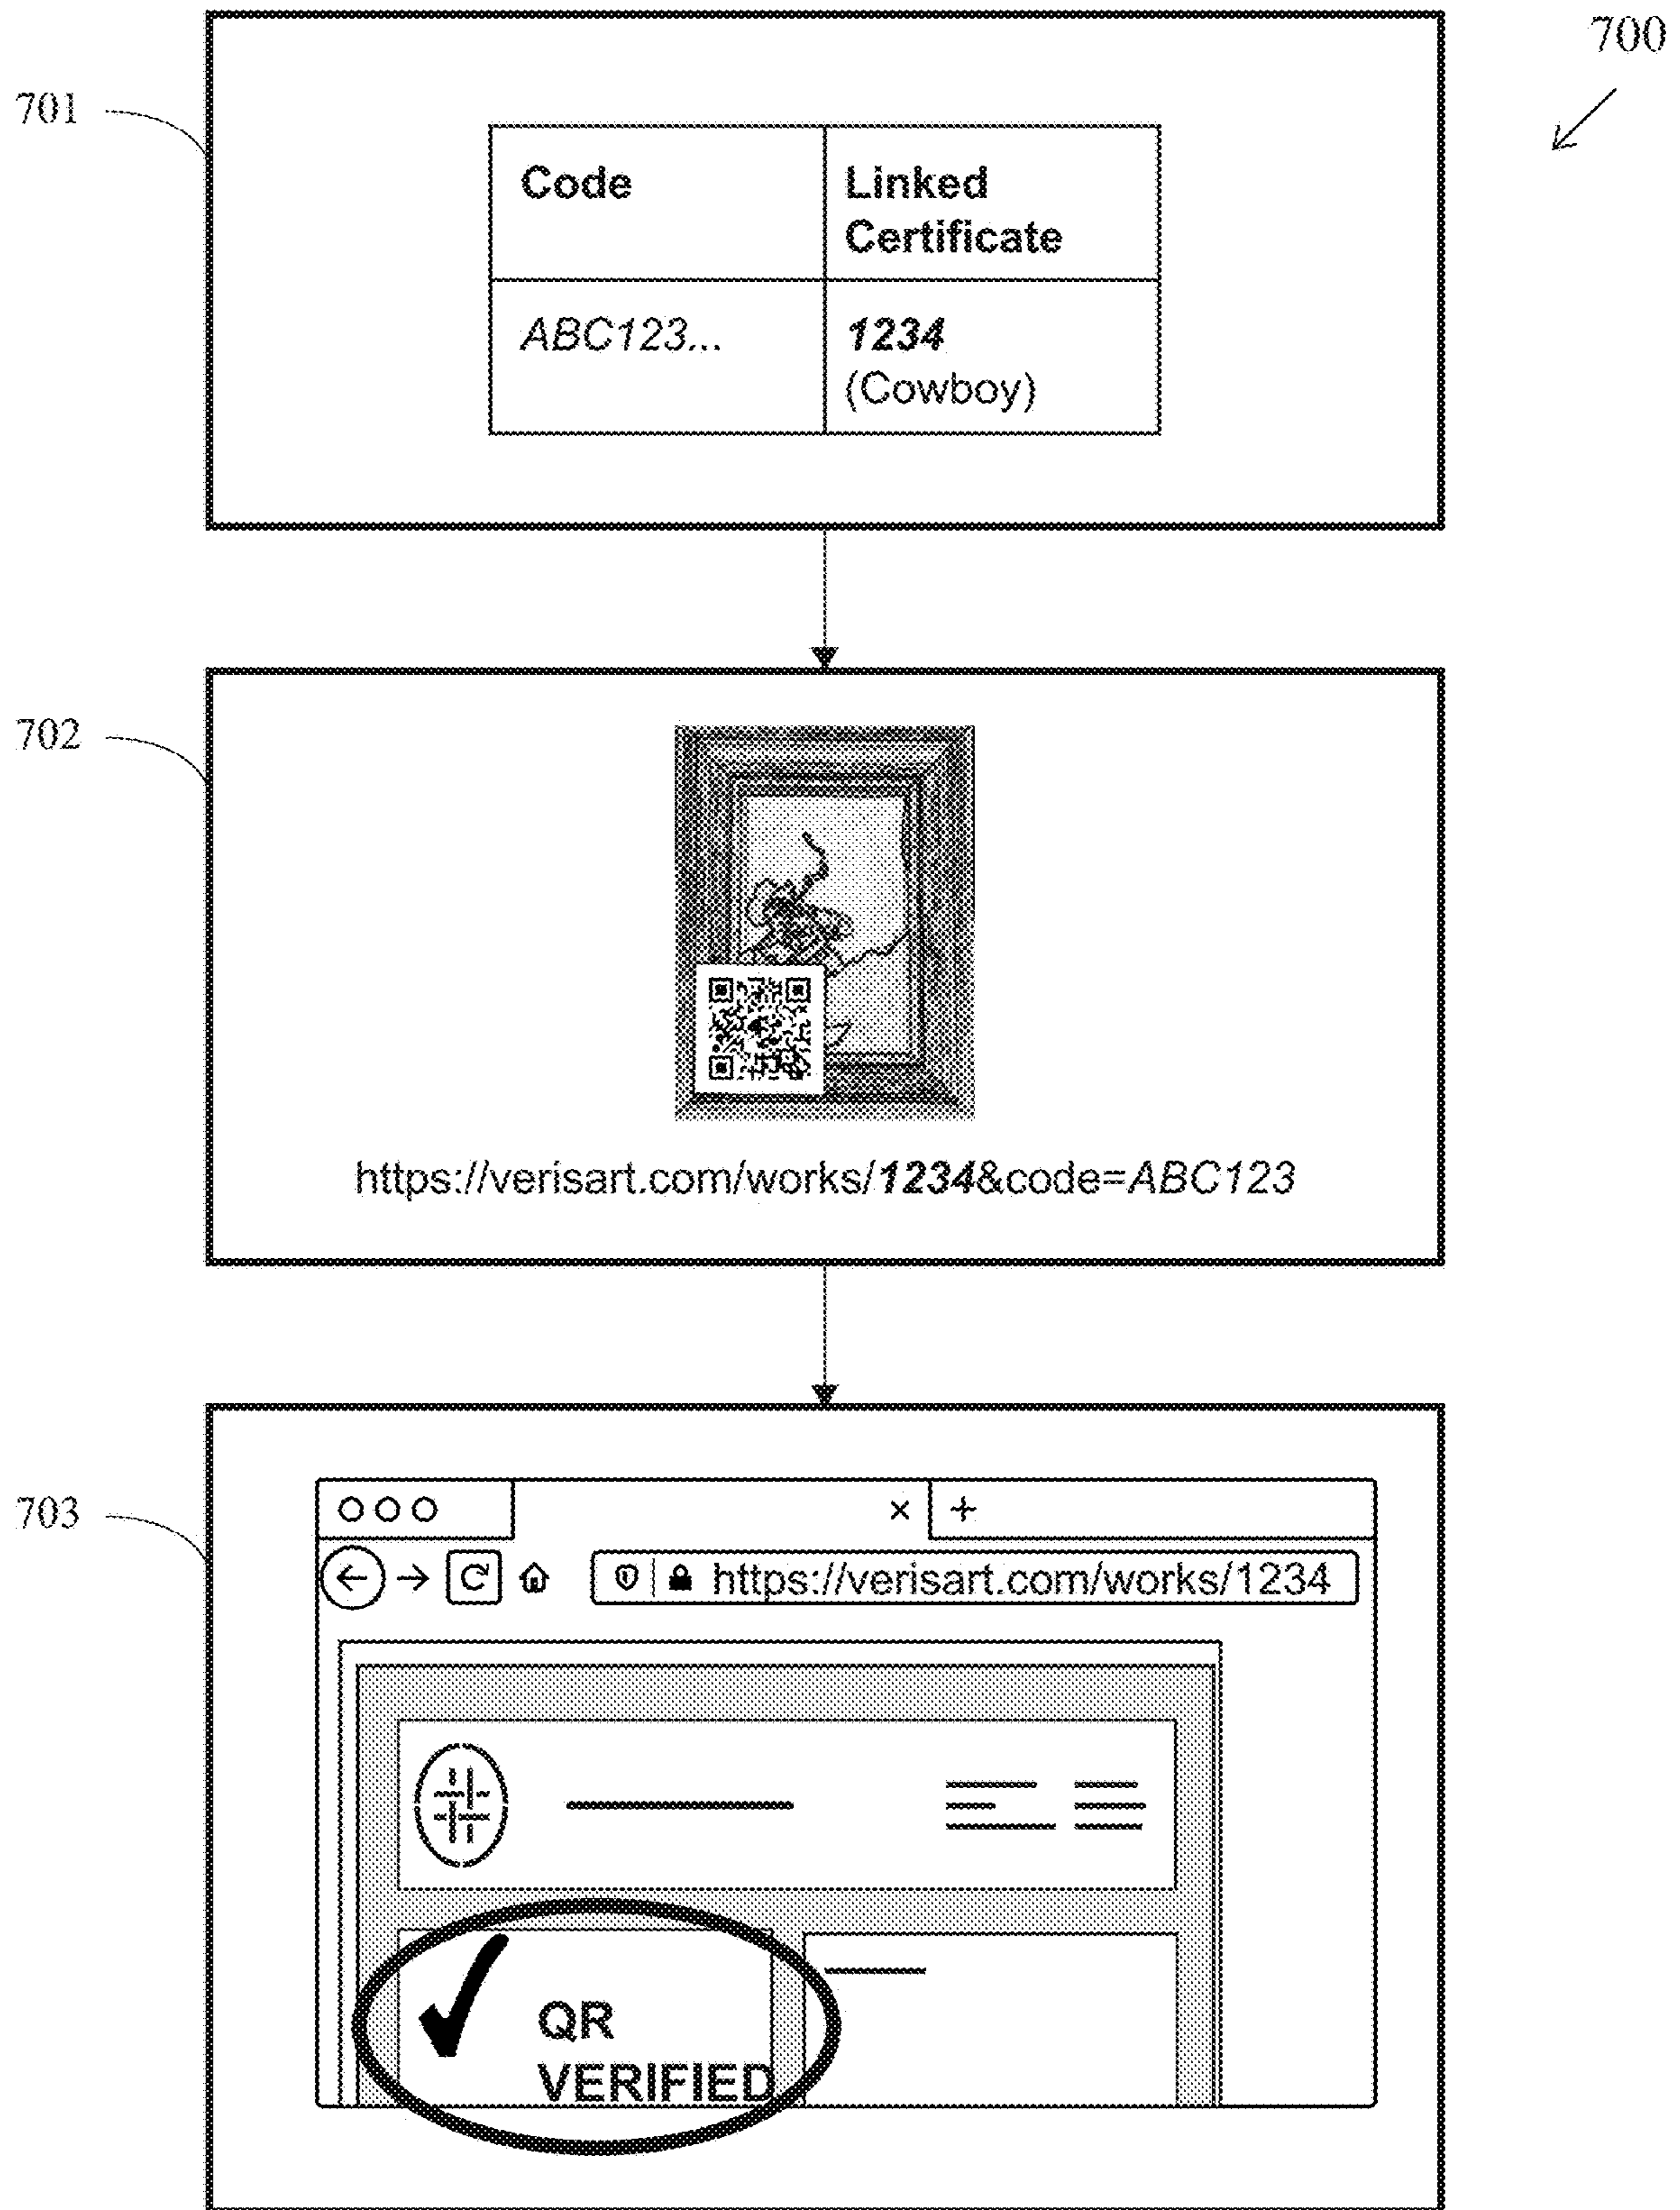 700
701
Code
Linked
Certificate
ABC123...
1234
(Cowboy)
702
https://verisart.com/works/1234&code=ABC123
703
https://verisart.com/works/1234
QR
VERIFIED